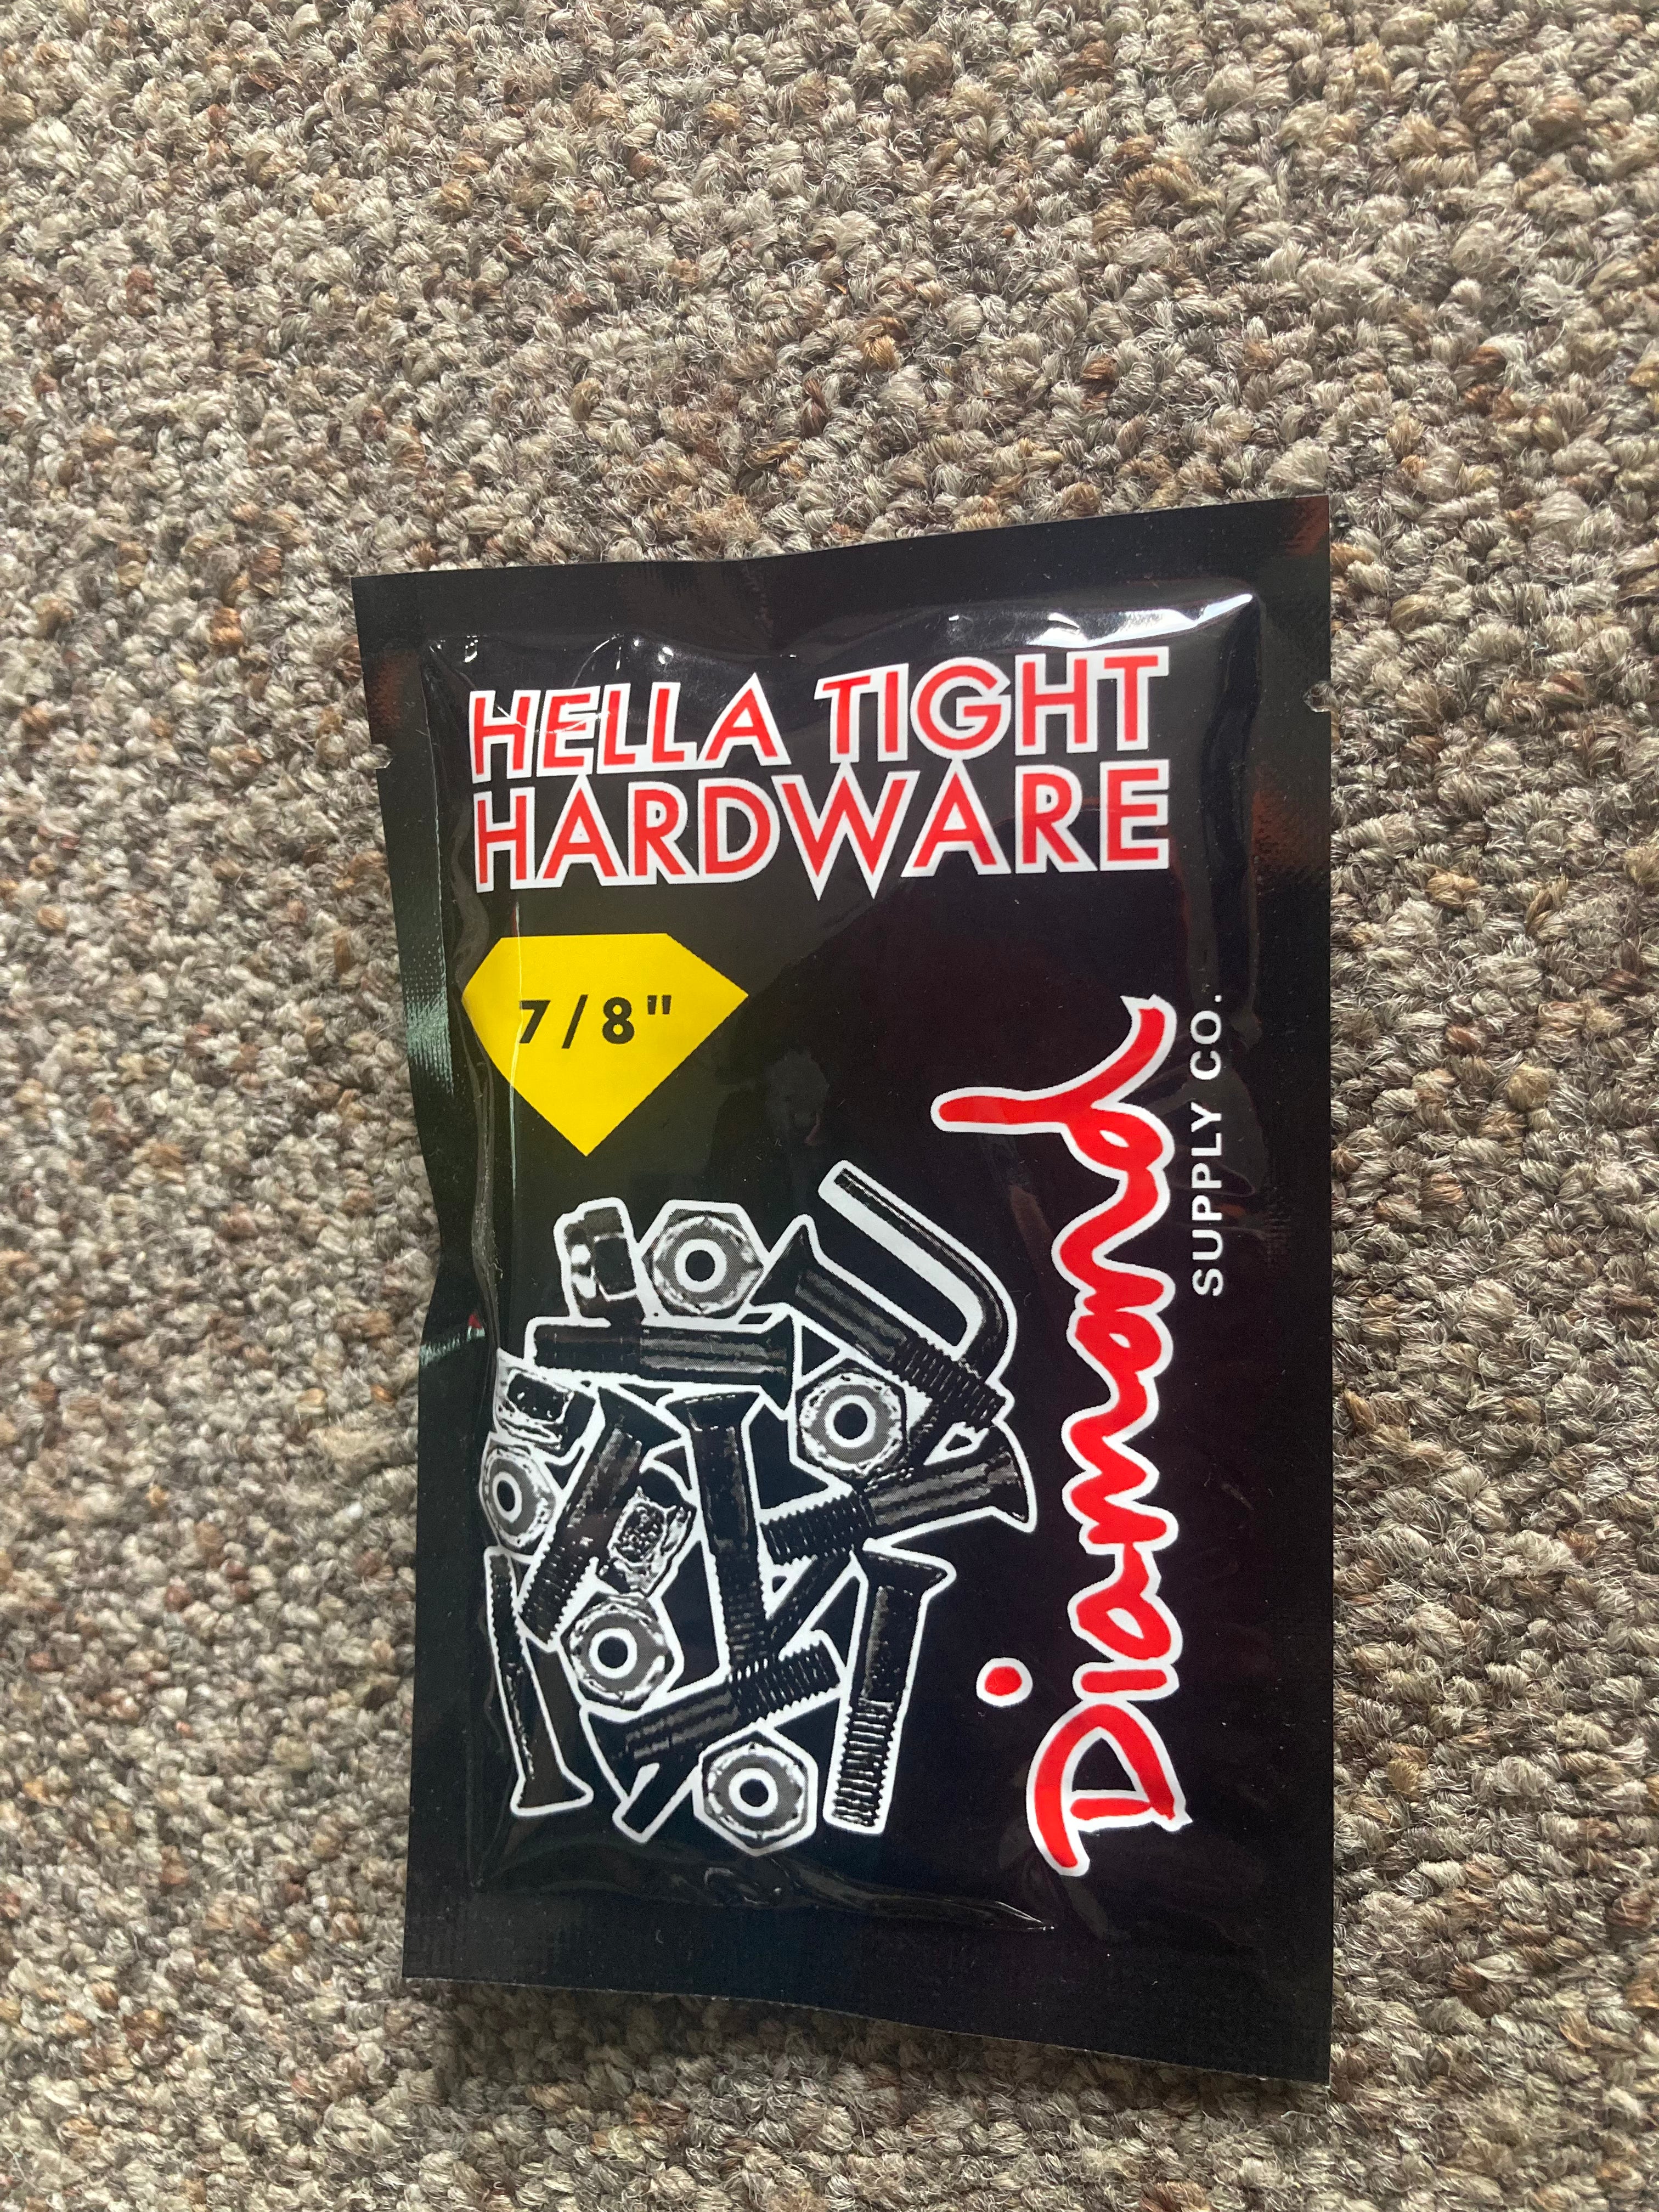 HELLA TIGHT
HARDWARE
7/8"
Diamond
SUPPLY CO.